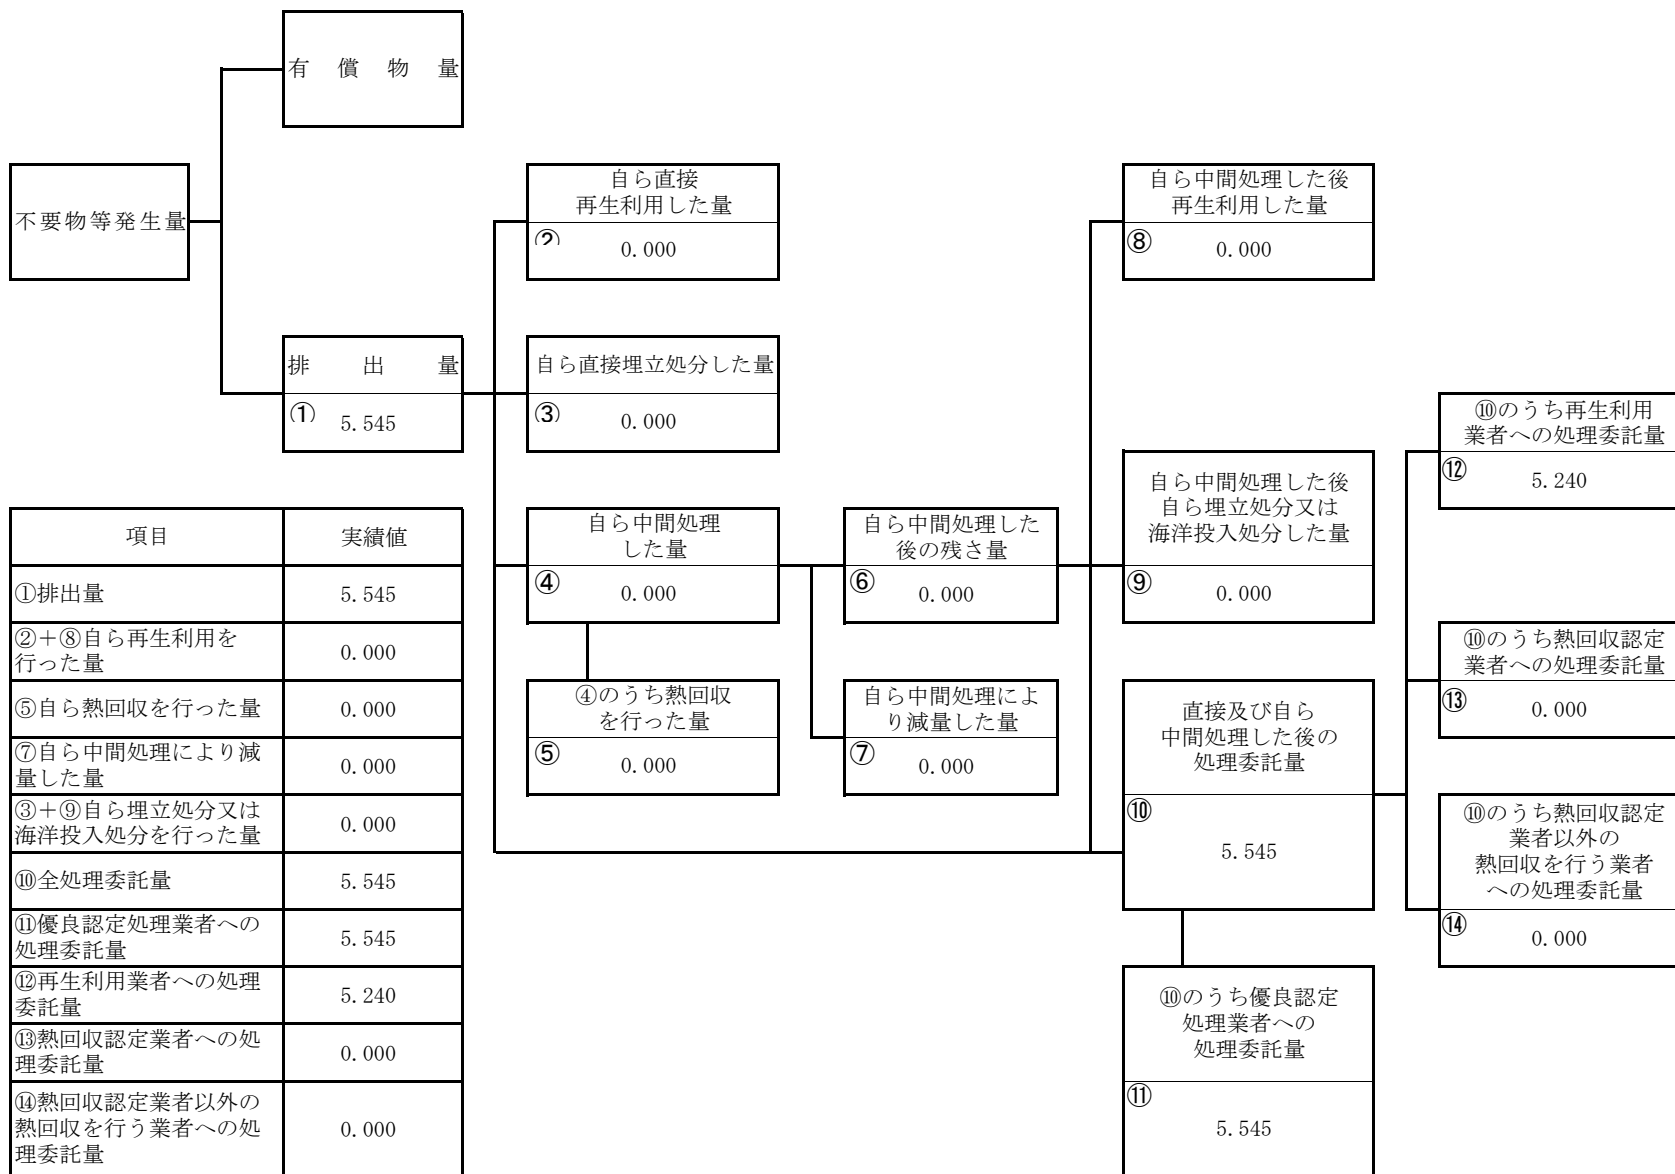 有償物量
不要物等発生量
自ら直接
再生利用した量
② 0.000
自ら中間処理した後
再生利用した量
⑧ 0.000
排出量
① 5.545
自ら直接埋立処分した量
③ 0.000
⑩のうち再生利用
業者への処理委託量
⑫ 5.240
自ら中間処理した後
自ら埋立処分又は
海洋投入処分した量
⑨ 0.000
自ら中間処理
した量
④ 0.000
自ら中間処理した
後の残さ量
⑥ 0.000
⑩のうち熱回収認定
業者への処理委託量
⑬ 0.000
④のうち熱回収
を行った量
⑤ 0.000
自ら中間処理によ
り減量した量
⑦ 0.000
直接及び自ら
中間処理した後の
処理委託量
⑩ 5.545
⑩のうち熱回収認定
業者以外の
熱回収を行う業者
への処理委託量
⑭ 0.000
⑩のうち優良認定
処理業者への
処理委託量
⑪ 5.545
項目 実績値
①排出量 5.545
②+⑧自ら再生利用を
行った量 0.000
⑤自ら熱回収を行った量 0.000
⑦自ら中間処理により減
量した量 0.000
③+⑨自ら埋立処分又は
海洋投入処分を行った量 0.000
⑩全処理委託量 5.545
⑪優良認定処理業者への
処理委託量 5.545
⑫再生利用業者への処理
委託量 5.240
⑬熱回収認定業者への処
理委託量 0.000
⑭熱回収認定業者以外の
熱回収を行う業者への処
理委託量 0.000